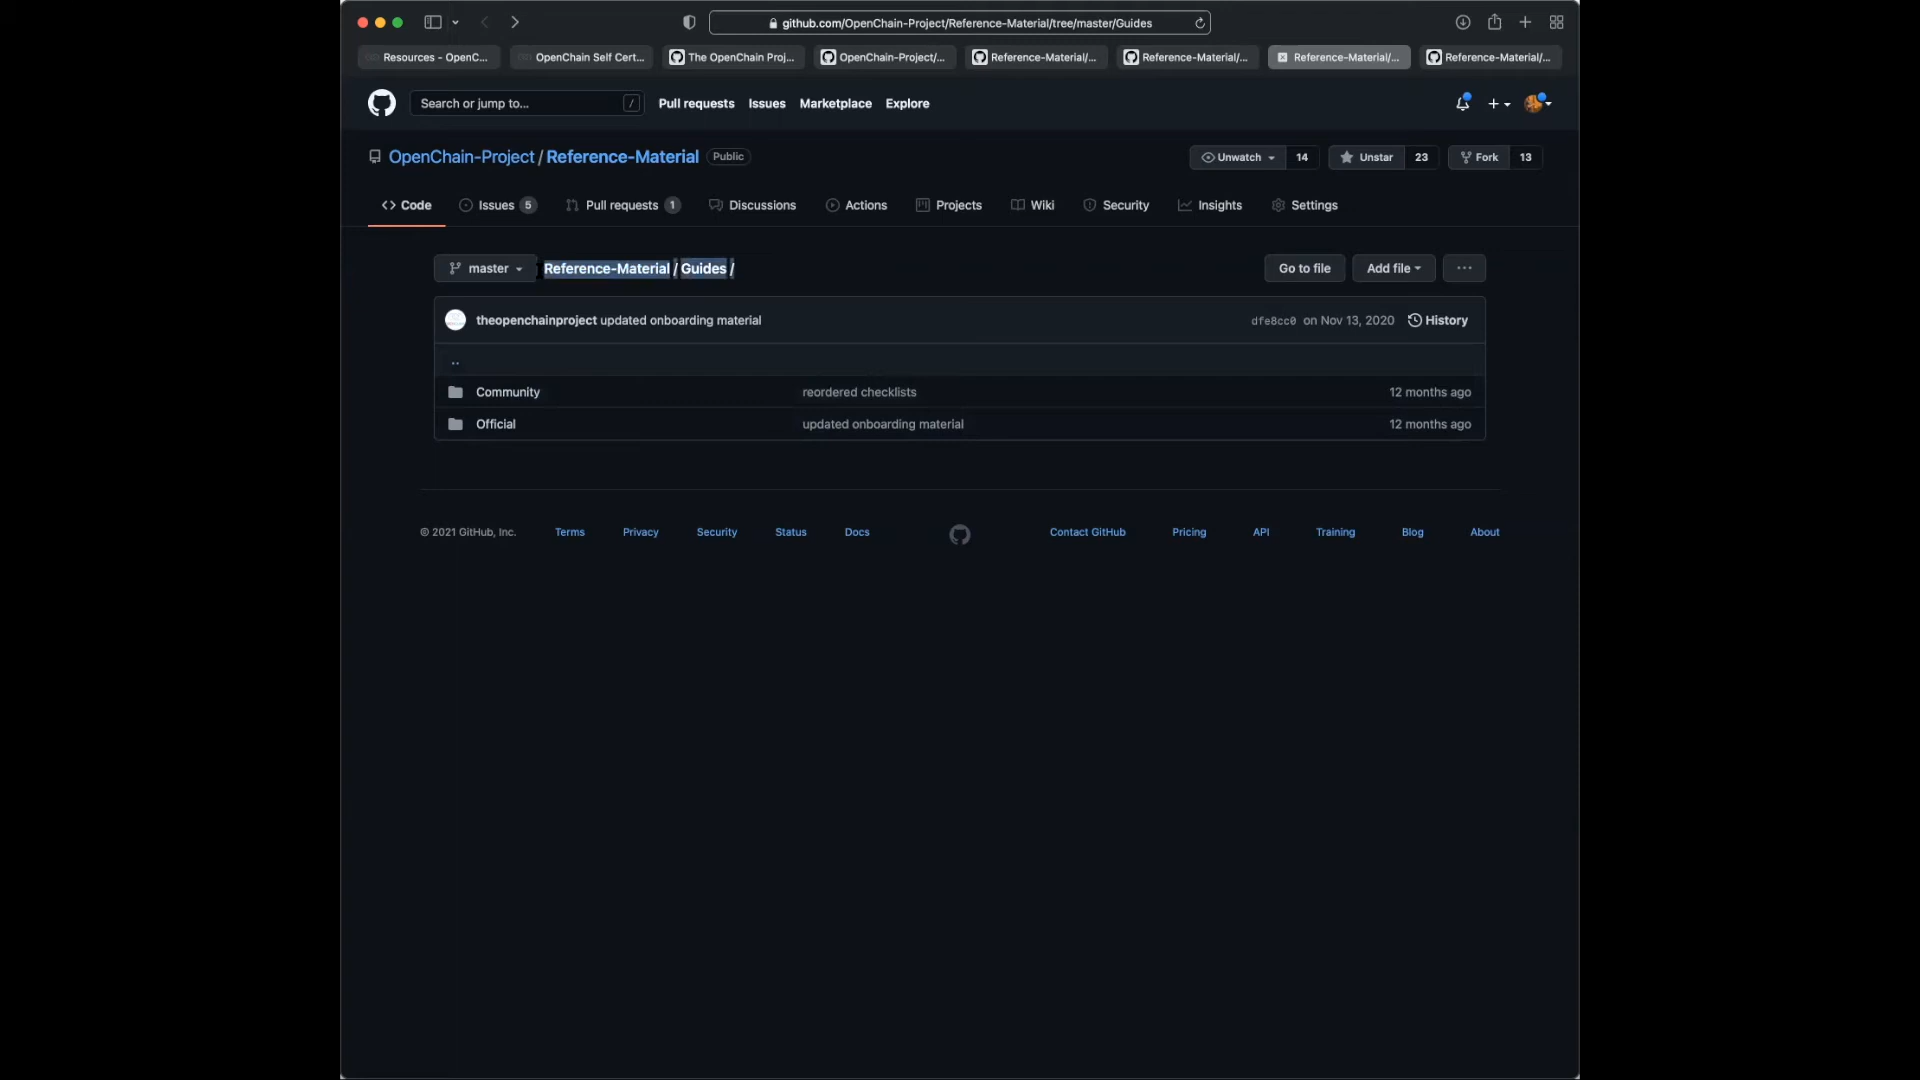 github.com/OpenChain-Project/Reference-Material/tree/master/Guides
Resources - OpenC... OpenChain Self Cert... The OpenChain Proj... OpenChain-Project/... Reference-Material/... Reference-Material/... Reference-Material/... Reference-Material/...
Search or jump to... / Pull requests Issues Marketplace Explore
OpenChain-Project / Reference-Material Public Unwatch 14 Unstar 23 Fork 13
Code Issues 5 Pull requests 1 Discussions Actions Projects Wiki Security Insights Settings
master Reference-Material / Guides / Go to file Add file ...
theopenchainproject updated onboarding material dfe8cc0 on Nov 13, 2020 History
..
Community reordered checklists 12 months ago
Official updated onboarding material 12 months ago
© 2021 GitHub, Inc. Terms Privacy Security Status Docs Contact GitHub Pricing API Training Blog About